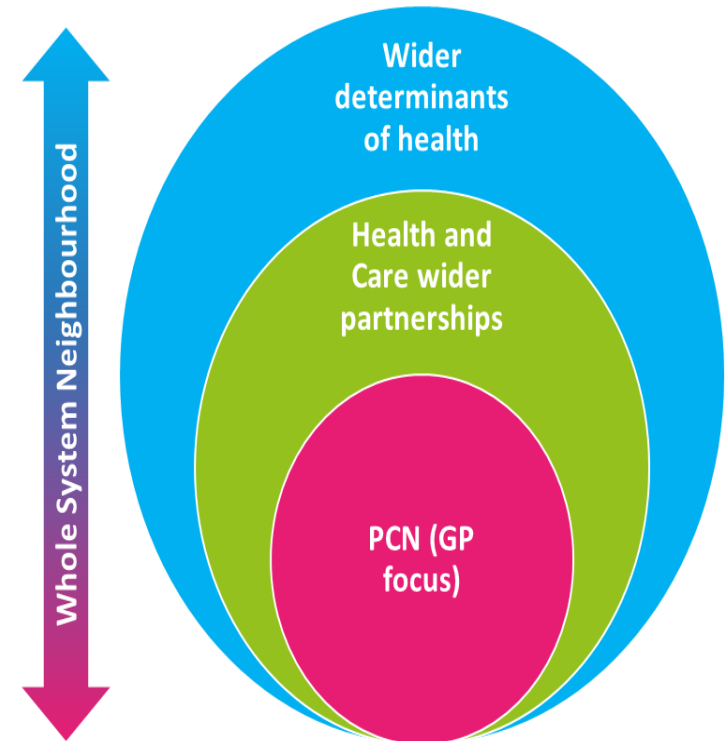 Whole System Neighbourhood
Wider
determinants
of health
Health and
Care wider
partnerships
PCN (GP
focus)